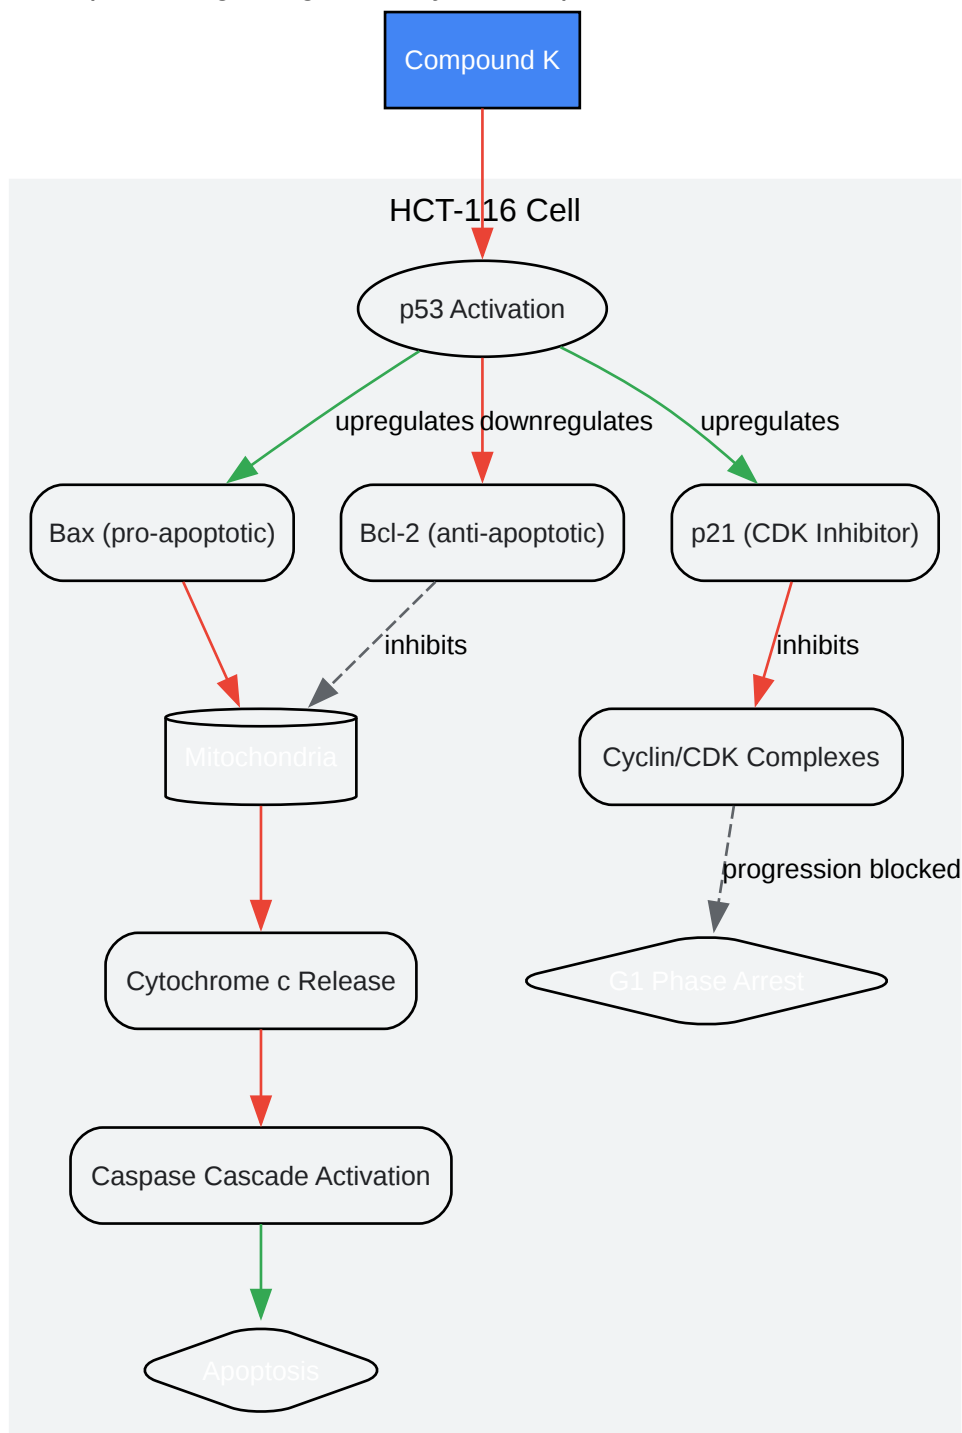 Compound K
HCT-116 Cell
p53 Activation
upregulates
downregulates
upregulates
Bax (pro-apoptotic)
Bcl-2 (anti-apoptotic)
p21 (CDK Inhibitor)
inhibits
inhibits
Mitochondria
Cyclin/CDK Complexes
progression blocked
Cytochrome c Release
G1 Phase Arrest
Caspase Cascade Activation
Apoptosis